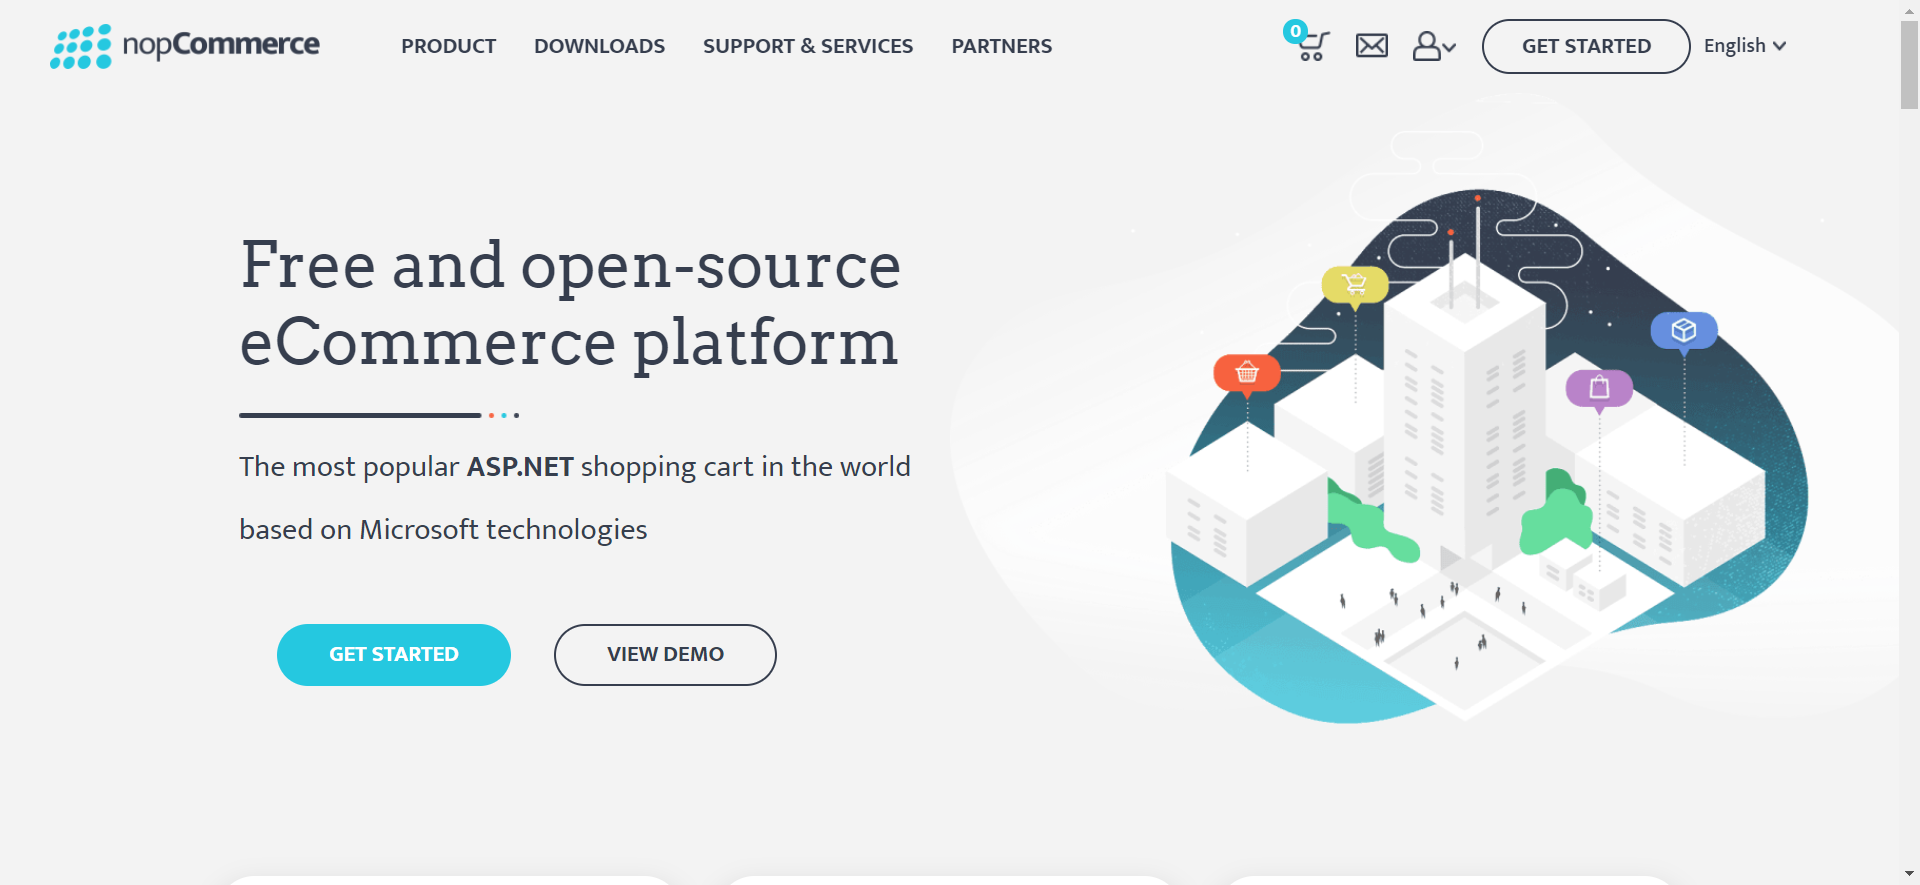 nopCommerce
PRODUCT DOWNLOADS SUPPORT & SERVICES PARTNERS 0 GET STARTED English
Free and open-source
eCommerce platform
The most popular ASP.NET shopping cart in the world
based on Microsoft technologies
GET STARTED VIEW DEMO